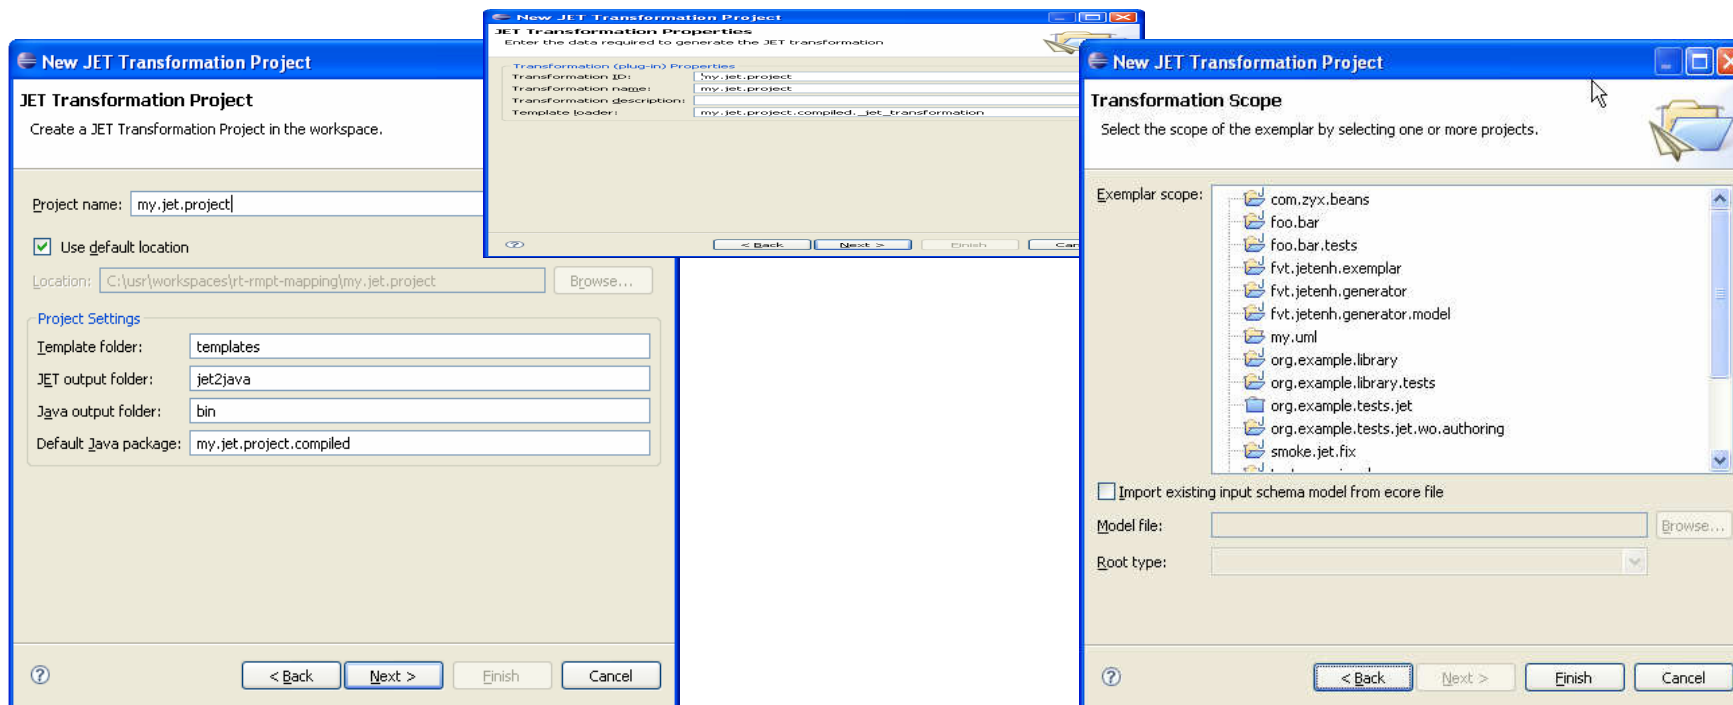 New JET Transformation Project
JET Transformation Project
Create a JET Transformation Project in the workspace.
Project name: my.jet.project
Use default location
Location: C:\usr\workspaces\rt-rmpt-mapping\my.jet.project Browse...
Project Settings
Template folder: templates
JET output folder: jet2java
Java output folder: bin
Default Java package: my.jet.project.compiled
< Back Next > Finish Cancel
New JET Transformation Project
JET Transformation Properties
Enter the data required to generate the JET transformation
Transformation (plug-in) Properties
Transformation ID: my.jet.project
Transformation name: my.jet.project
Transformation description:
Template loader: my.jet.project.compiled._jet_transformation
< Back Next > Finish Can
New JET Transformation Project
Transformation Scope
Select the scope of the exemplar by selecting one or more projects.
Exemplar scope:
com.zyx.beans
foo.bar
foo.bar.tests
fvt.jetenh.exemplar
fvt.jetenh.generator
fvt.jetenh.generator.model
my.uml
org.example.library
org.example.library.tests
org.example.tests.jet
org.example.tests.jet.wo.authoring
smoke.jet.fix
Import existing input schema model from ecore file
Model file: Browse...
Root type:
< Back Next > Finish Cancel